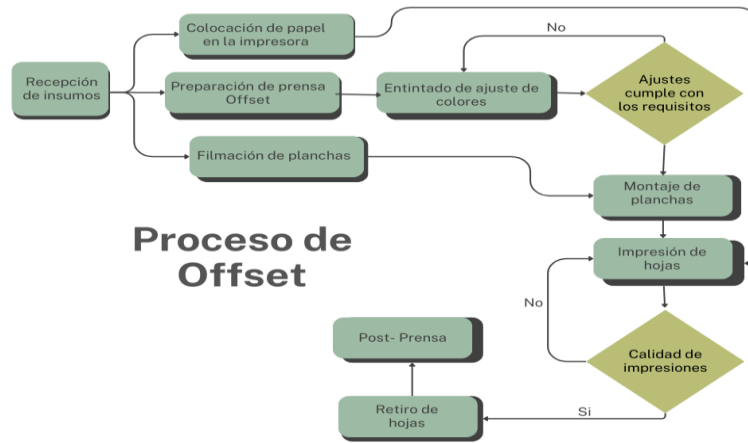 Colocación de papel
en la impresora
No
Recepción
de insumos
Preparación de prensa
Offset
Entintado de ajuste de
colores
Ajustes
cumple con
los requisitos
Filmación de planchas
Montaje de
planchas
Proceso de
Offset
Impresión de
hojas
No
Post- Prensa
Calidad de
impresiones
Retiro de
hojas
Si